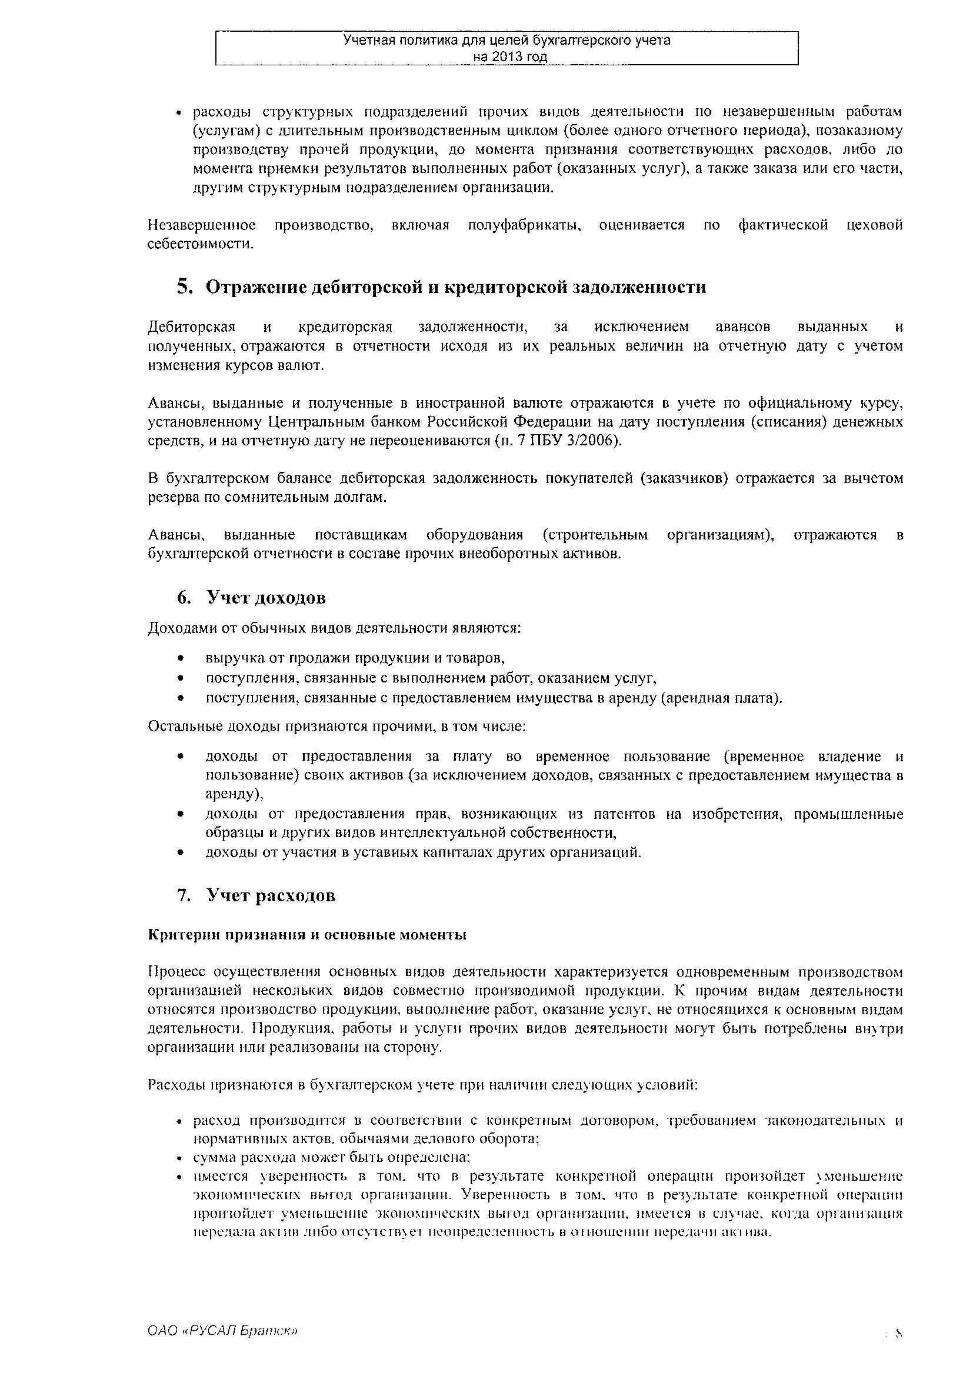 Учетная политика для целей бухгалтерского учета
на 2013 год
• расходы структурных подразделений прочих видов деятельности по незавершенным работам
(услугам) с длительным производственным циклом (более одного отчетного периода), позаказному
производству прочей продукции, до момента признания соответствующих расходов, либо до
момента приемки результатов выполненных работ (оказанных услуг), а также заказа или его части,
другим структурным подразделением организации.
Незавершенное производство, включая полуфабрикаты, оценивается по фактической цеховой
себестоимости.
5. Отражение дебиторской и кредиторской задолженности
Дебиторская и кредиторская задолженности, за исключением авансов выданных и
полученных, отражаются в отчетности исходя из их реальных величин на отчетную дату с учетом
изменения курсов валют.
Авансы, выданные и полученные в иностранной валюте отражаются в учете по официальному курсу,
установленному Центральным банком Российской Федерации на дату поступления (списания) денежных
средств, и на отчетную дату не переоцениваются (п. 7 ПБУ 3/2006).
В бухгалтерском балансе дебиторская задолженность покупателей (заказчиков) отражается за вычетом
резерва по сомнительным долгам.
Авансы, выданные поставщикам оборудования (строительным организациям), отражаются в
бухгалтерской отчетности в составе прочих внеоборотных активов.
6. Учет доходов
Доходами от обычных видов деятельности являются:
• выручка от продажи продукции и товаров,
• поступления, связанные с выполнением работ, оказанием услуг,
• поступления, связанные с предоставлением имущества в аренду (арендная плата).
Остальные доходы признаются прочими, в том числе:
• доходы от предоставления за плату во временное пользование (временное владение и
пользование) своих активов (за исключением доходов, связанных с предоставлением имущества в
аренду),
• доходы от предоставления прав, возникающих из патентов на изобретения, промышленные
образцы и других видов интеллектуальной собственности,
• доходы от участия в уставных капиталах других организаций.
7. Учет расходов
Критерии признания и основные моменты
Процесс осуществления основных видов деятельности характеризуется одновременным производством
организацией нескольких видов совместно производимой продукции. К прочим видам деятельности
относятся производство продукции, выполнение работ, оказание услуг, не относящихся к основным видам
деятельности. Продукция, работы и услуги прочих видов деятельности могут быть потреблены внутри
организации или реализованы на сторону.
Расходы признаются в бухгалтерском учете при наличии следующих условий:
• расход производится в соответствии с конкретным договором, требованием законодательных и
нормативных актов, обычаями делового оборота;
• сумма расхода может быть определена;
• имеется уверенность в том, что в результате конкретной операции произойдет уменьшение
экономических выгод организации. Уверенность в том, что в результате конкретной операции
произойдет уменьшение экономических выгод организации, имеется в случае, когда организация
передала актив либо отсутствует неопределенность в отношении передачи актива.
ОАО «РУСАЛ Братск»